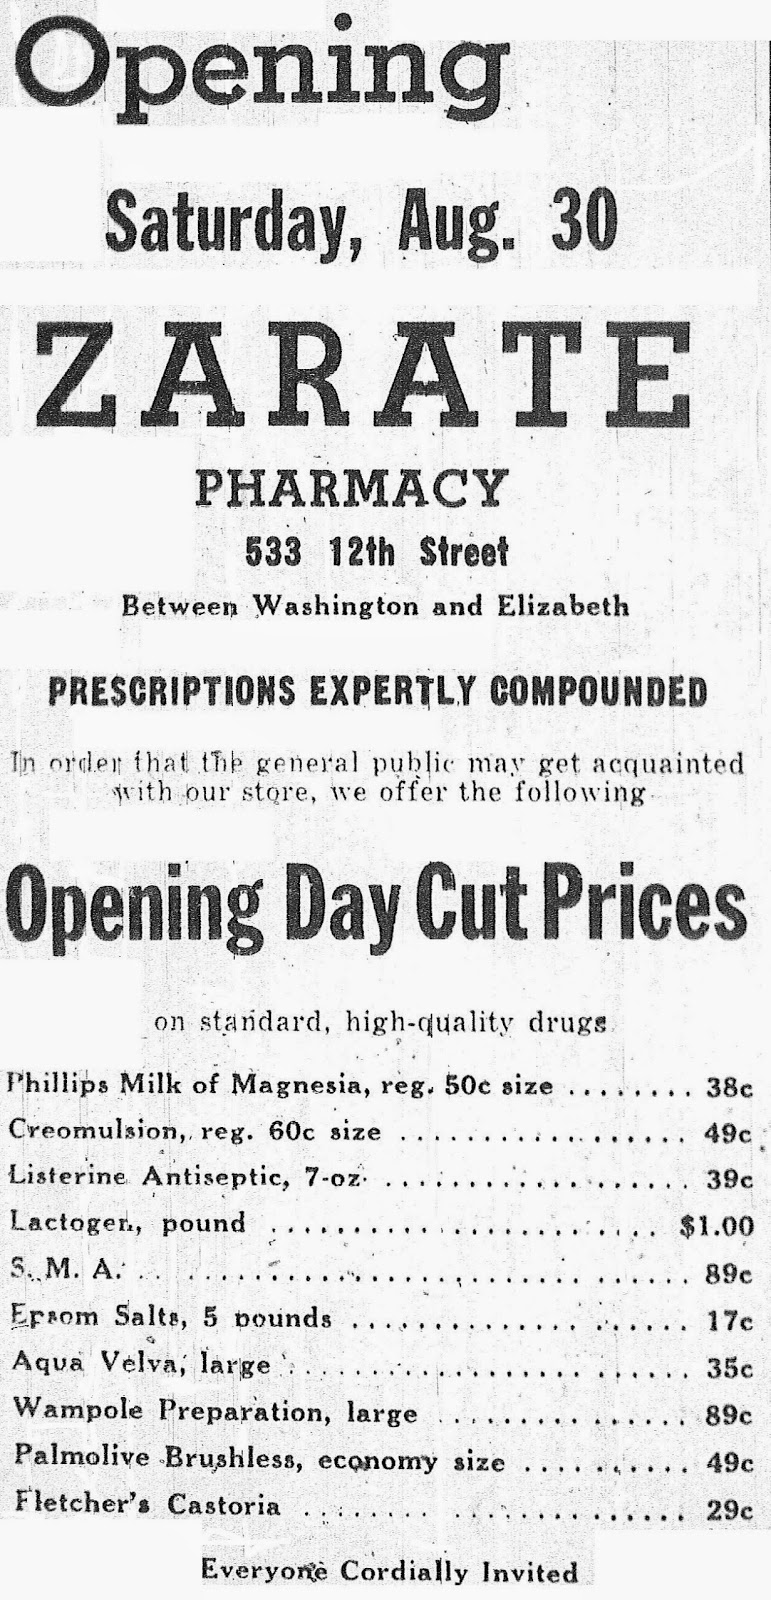 Opening
Saturday, Aug. 30
ZARATE
PHARMACY
533 12th Street
Between Washington and Elizabeth
PRESCRIPTIONS EXPERTLY COMPOUNDED
In order that the general public may get acquainted
with our store, we offer the following
Opening Day Cut Prices
on standard, high-quality drugs
Phillips Milk of Magnesia, reg. 50c size ........ 38c
Creomulsion, reg. 60c size ................. 49c
Listerine Antiseptic, 7-oz. ................... 39c
Lactogen, pound ........................ $1.00
S. M. A. ................................ 89c
Epsom Salts, 5 pounds ..................... 17c
Aqua Velva, large ......................... 35c
Wampole Preparation, large ................ 89c
Palmolive Brushless, economy size ........... 49c
Fletcher's Castoria ........................ 29c
Everyone Cordially Invited